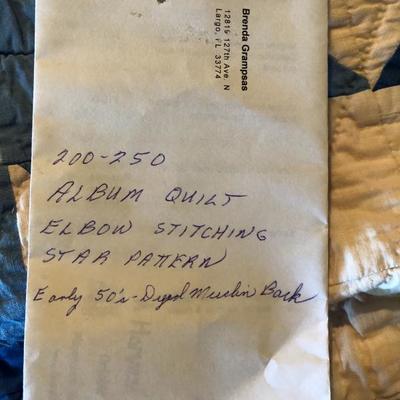 Brenda Grampsas
12819 127th Ave. N
Largo, FL 33774
200-250
ALBUM QUILT
ELBOW STITCHING
STAR PATTERN
Early 50's - Dyed Muslin Back